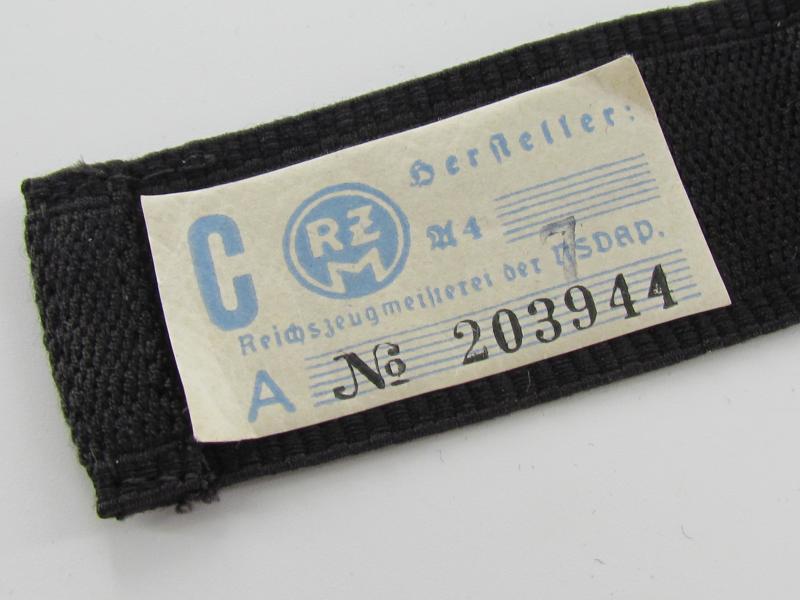 Hersteller:
C
RZM
M4
7
Reichszeugmeisterei der NSDAP.
A
№ 203944